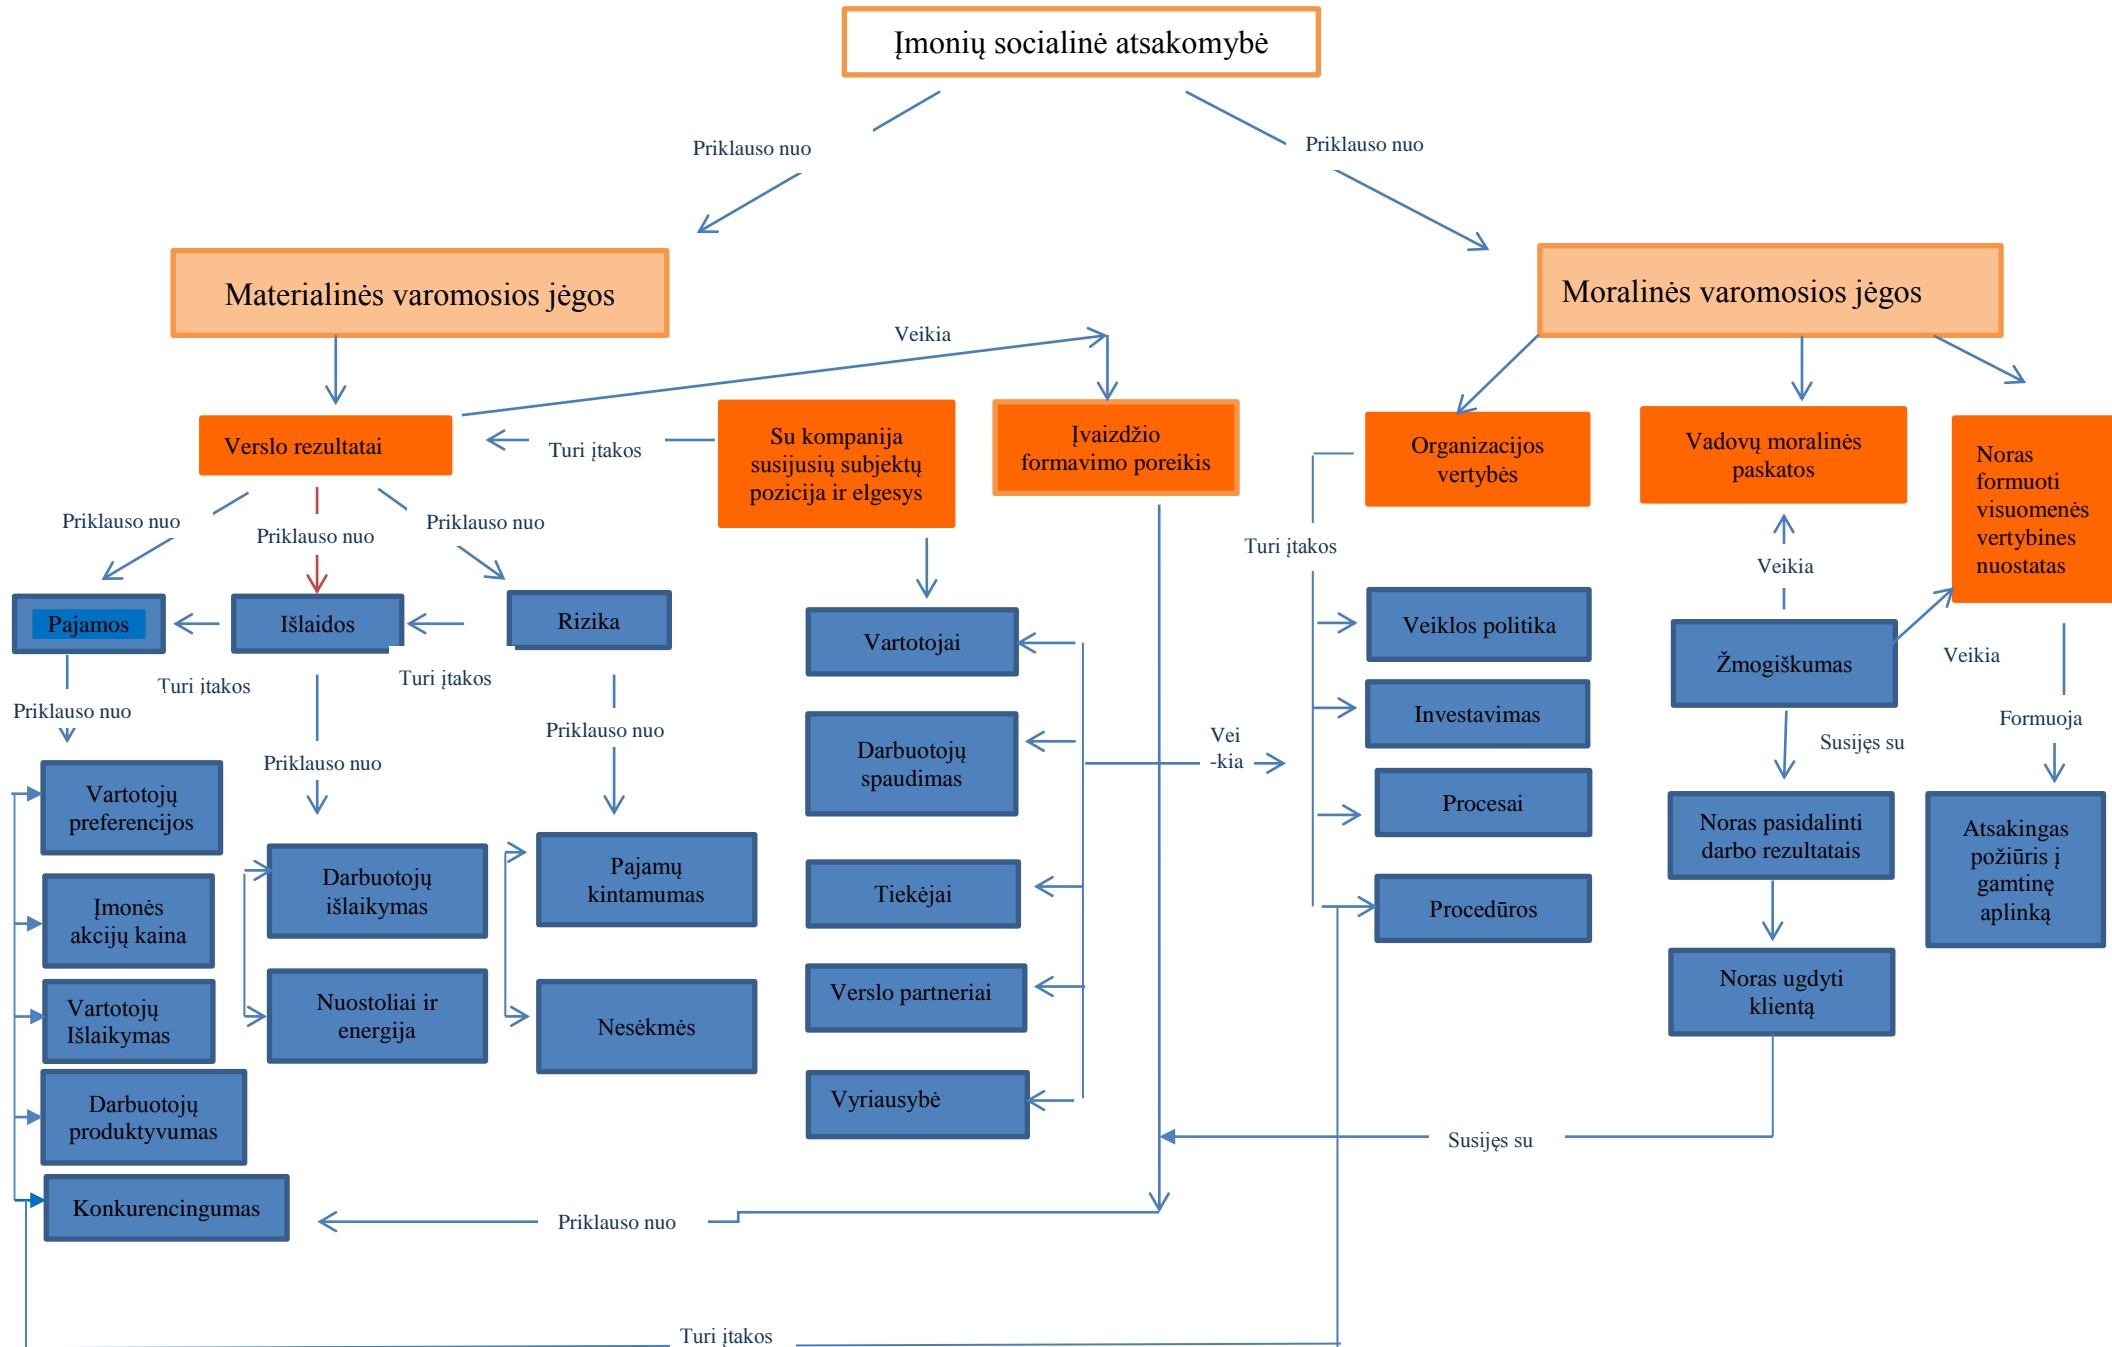 Įmonių socialinė atsakomybė
Priklauso nuo
Priklauso nuo
Materialinės varomosios jėgos
Moralinės varomosios jėgos
Veikia
Verslo rezultatai
Turi įtakos
Su kompanija
susijusių subjektų
pozicija ir elgesys
Įvaizdžio
formavimo poreikis
Organizacijos
vertybės
Vadovų moralinės
paskatos
Noras
formuoti
visuomenės
vertybines
nuostatas
Priklauso nuo
Priklauso nuo
Priklauso nuo
Turi įtakos
Veikia
Pajamos
Išlaidos
Rizika
Vartotojai
Veiklos politika
Žmogiškumas
Veikia
Turi įtakos
Turi įtakos
Priklauso nuo
Priklauso nuo
Priklauso nuo
Darbuotojų
spaudimas
Vei
-kia
Investavimas
Susijęs su
Formuoja
Vartotojų
preferencijos
Darbuotojų
išlaikymas
Pajamų
kintamumas
Tiekėjai
Procesai
Noras pasidalinti
darbo rezultatais
Atsakingas
požiūris į
gamtinę
aplinką
Įmonės
akcijų kaina
Procedūros
Vartotojų
Išlaikymas
Nuostoliai ir
energija
Nesėkmės
Verslo partneriai
Noras ugdyti
klientą
Darbuotojų
produktyvumas
Vyriausybė
Susijęs su
Konkurencingumas
Priklauso nuo
Turi įtakos